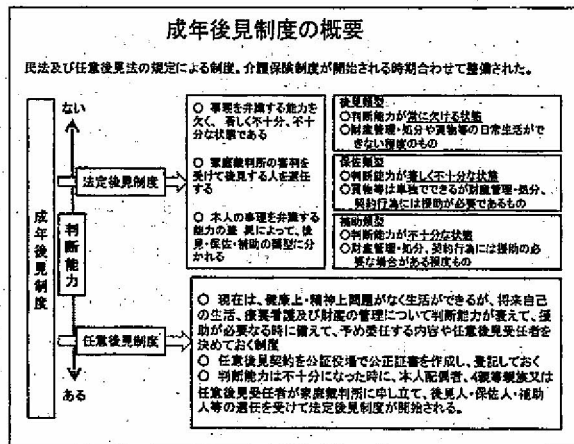 成年後見制度の概要
民法及び任意後見法の規定による制度。介護保険制度が開始される時期合わせて整備された。
成年後見制度
ない
判断能力
ある
法定後見制度
○ 事理を弁識する能力を
欠く、著しく不十分、不十
分な状態である
○ 家庭裁判所の審判を
受けて後見する人を選任す
る
○ 本人の事理を弁識する
能力の差異によって、後
見・保佐・補助の類型に分
かれる
後見類型
○判断能力が常に欠ける状態
○財産管理・処分や買物等の日常生活がで
きない程度のもの
保佐類型
○判断能力が著しく不十分な状態
○買物等は単独でできるが財産管理・処分、
契約行為には援助が必要であるもの
補助類型
○判断能力が不十分な状態
○財産管理・処分、契約行為には援助の必
要な場合がある程度もの
任意後見制度
○ 現在は、健康上・精神上問題がなく生活ができるが、将来自己
の生活、療養看護及び財産の管理について判断能力が衰えて、援
助が必要なる時に備えて、予め委任する内容や任意後見受任者を
決めておく制度
○ 任意後見契約を公証役場で公正証書を作成し、登記しておく
○ 判断能力は不十分になった時に、本人配偶者、4親等親族又は
任意後見受任者が家庭裁判所に申し立て、後見人・保佐人・補助
人等の選任を受けて法定後見制度が開始される。